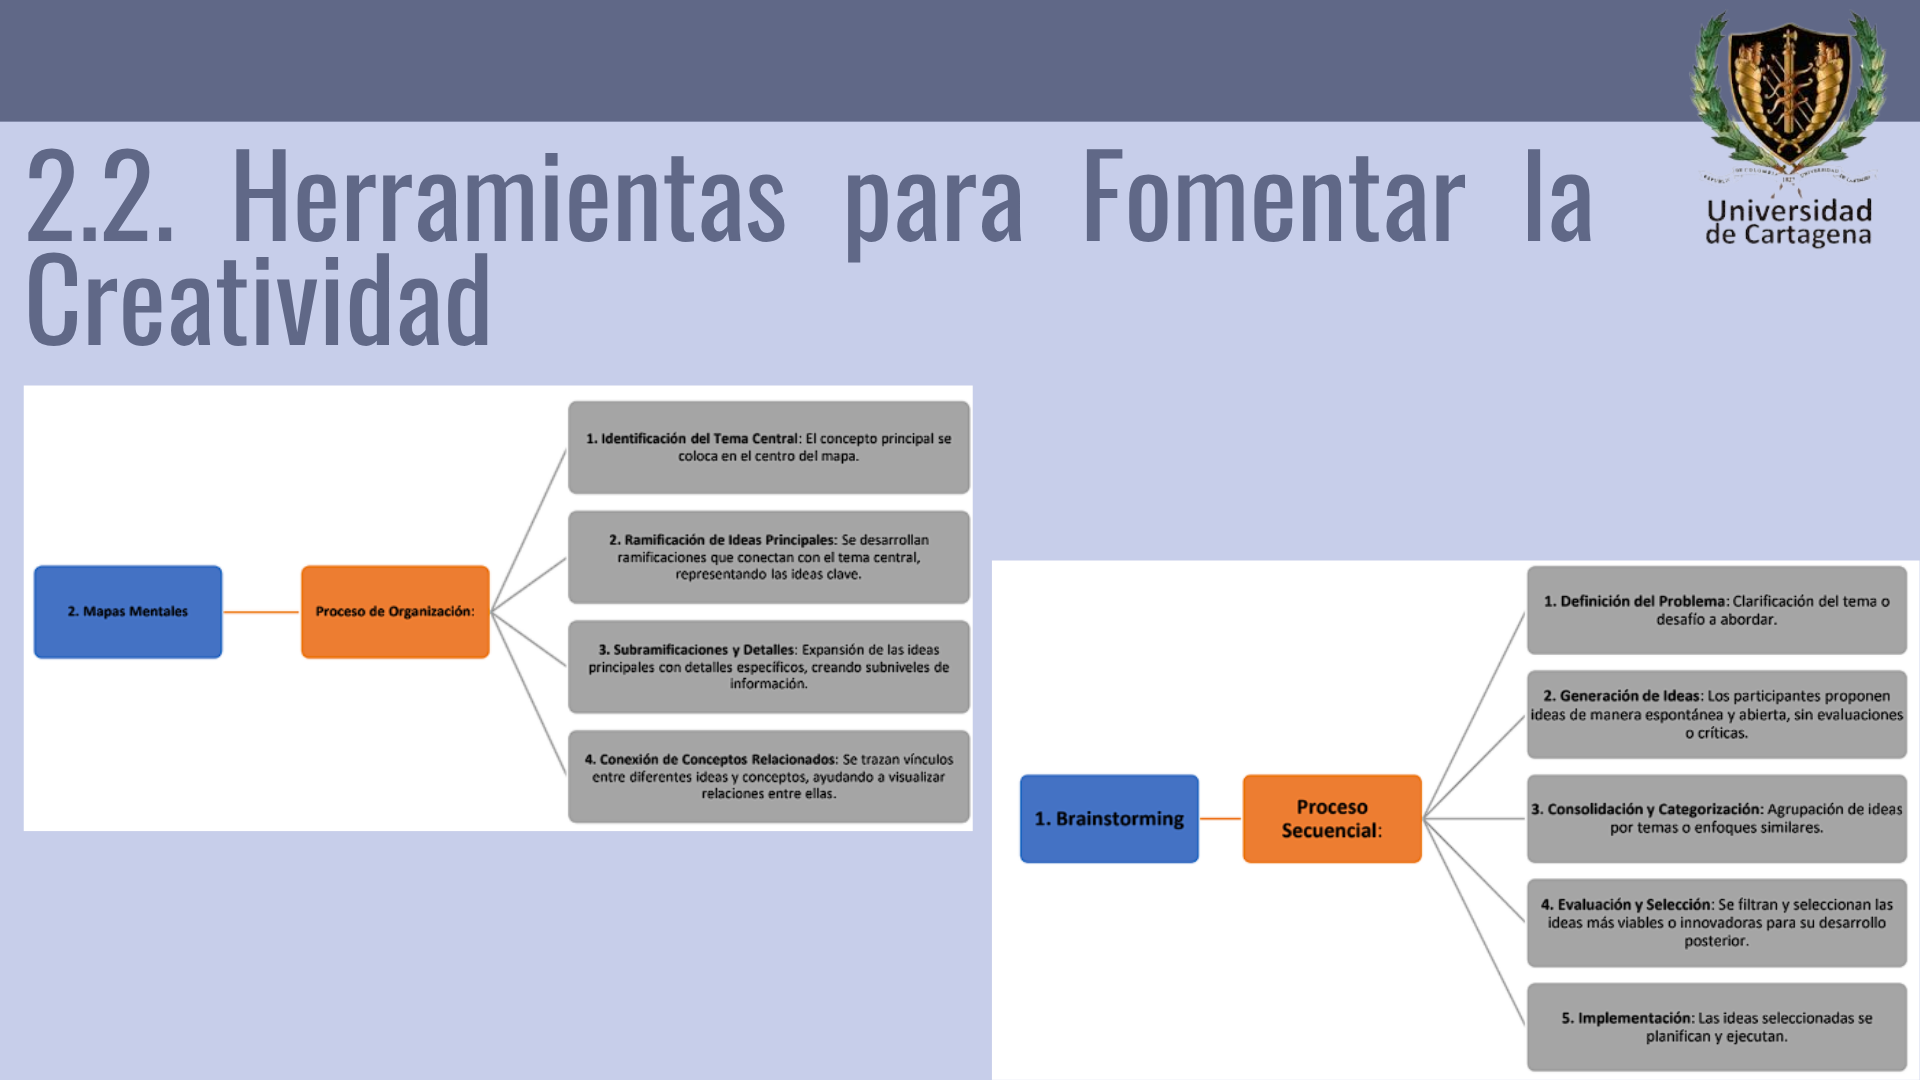 2.2. Herramientas para Fomentar la
Creatividad
Universidad
de Cartagena
2. Mapas Mentales
Proceso de Organización:
1. Identificación del Tema Central: El concepto principal se
coloca en el centro del mapa.
2. Ramificación de Ideas Principales: Se desarrollan
ramificaciones que conectan con el tema central,
representando las ideas clave.
3. Subramificaciones y Detalles: Expansión de las ideas
principales con detalles específicos, creando subniveles de
información.
4. Conexión de Conceptos Relacionados: Se trazan vínculos
entre diferentes ideas y conceptos, ayudando a visualizar
relaciones entre ellas.
1. Brainstorming
Proceso
Secuencial:
1. Definición del Problema: Clarificación del tema o
desafío a abordar.
2. Generación de Ideas: Los participantes proponen
ideas de manera espontánea y abierta, sin evaluaciones
o críticas.
3. Consolidación y Categorización: Agrupación de ideas
por temas o enfoques similares.
4. Evaluación y Selección: Se filtran y seleccionan las
ideas más viables o innovadoras para su desarrollo
posterior.
5. Implementación: Las ideas seleccionadas se
planifican y ejecutan.